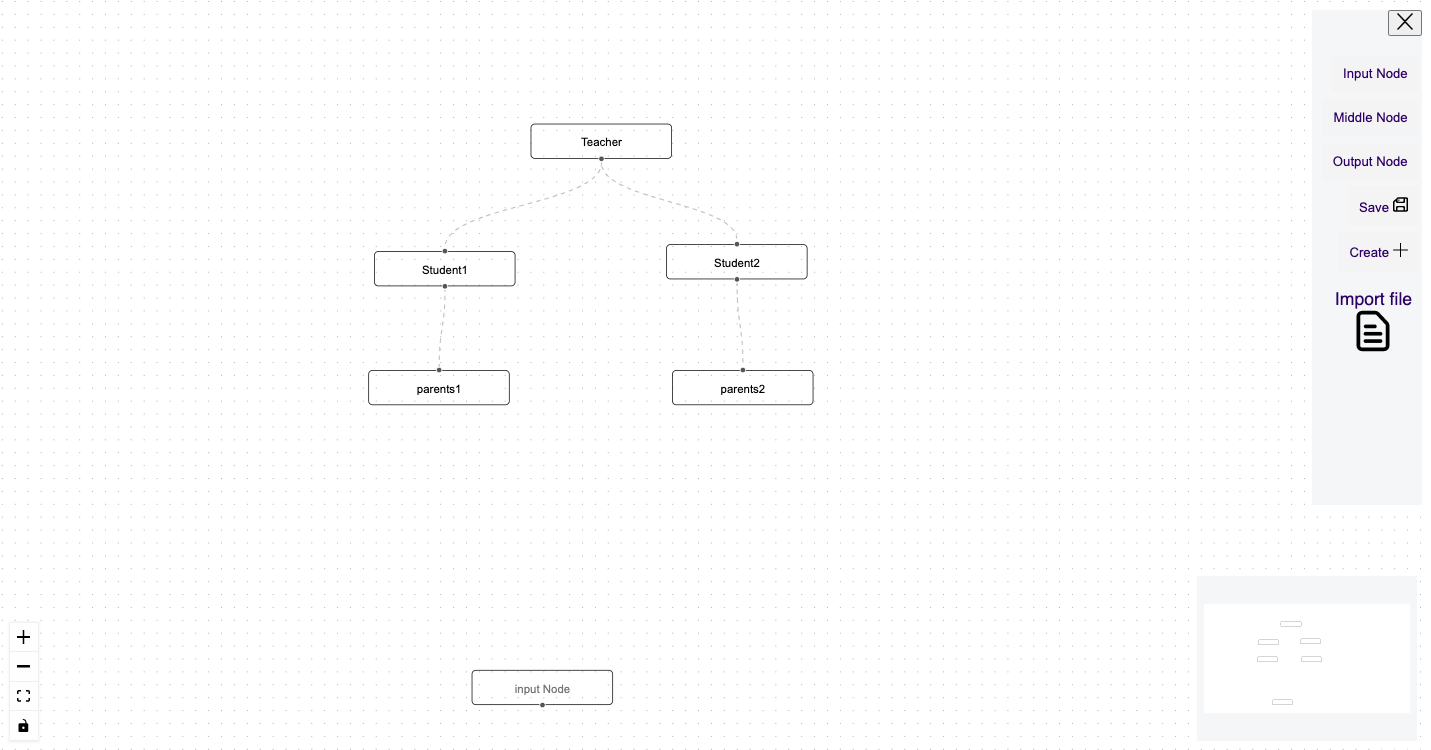 Input Node
Teacher
Middle Node
Output Node
Save
Create
Student1
Student2
Import file
parents1
parents2
input Node